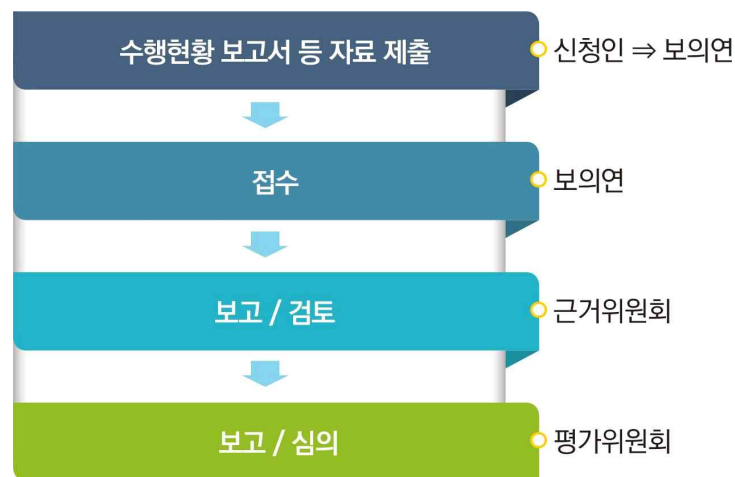 수행현황 보고서 등 자료 제출 신청인 ⇒ 보의연
접수 보의연
보고 / 검토 근거위원회
보고 / 심의 평가위원회